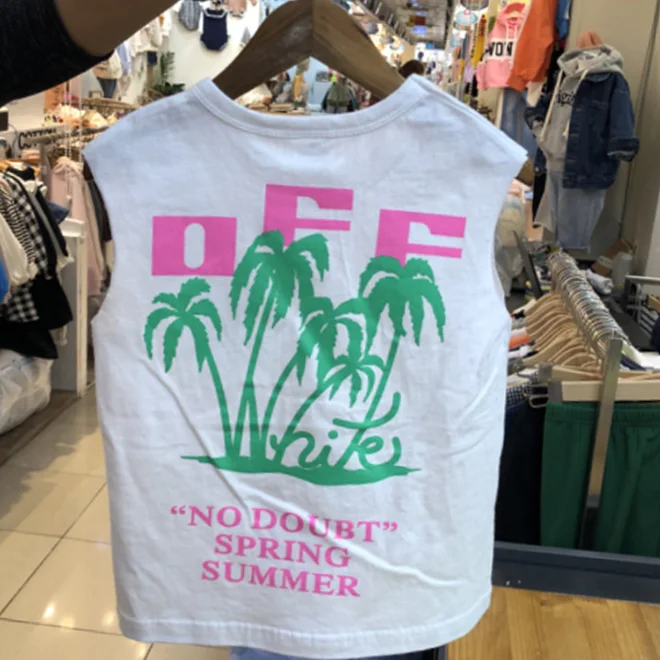 OFF
White
“NO DOUBT”
SPRING
SUMMER